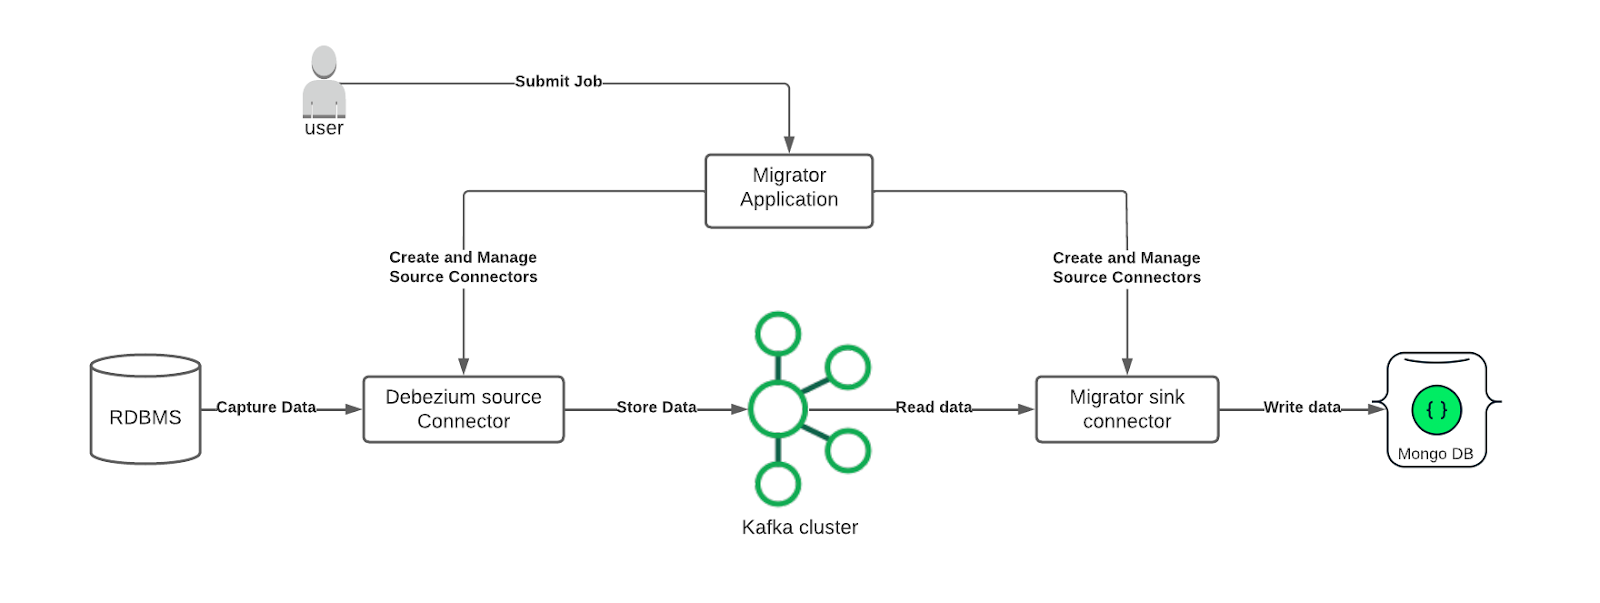 Submit Job
user
Migrator
Application
Create and Manage
Source Connectors
Create and Manage
Source Connectors
RDBMS
Capture Data
Debezium source
Connector
Store Data
Read data
Migrator sink
connector
Write data
{ }
Mongo DB
Kafka cluster